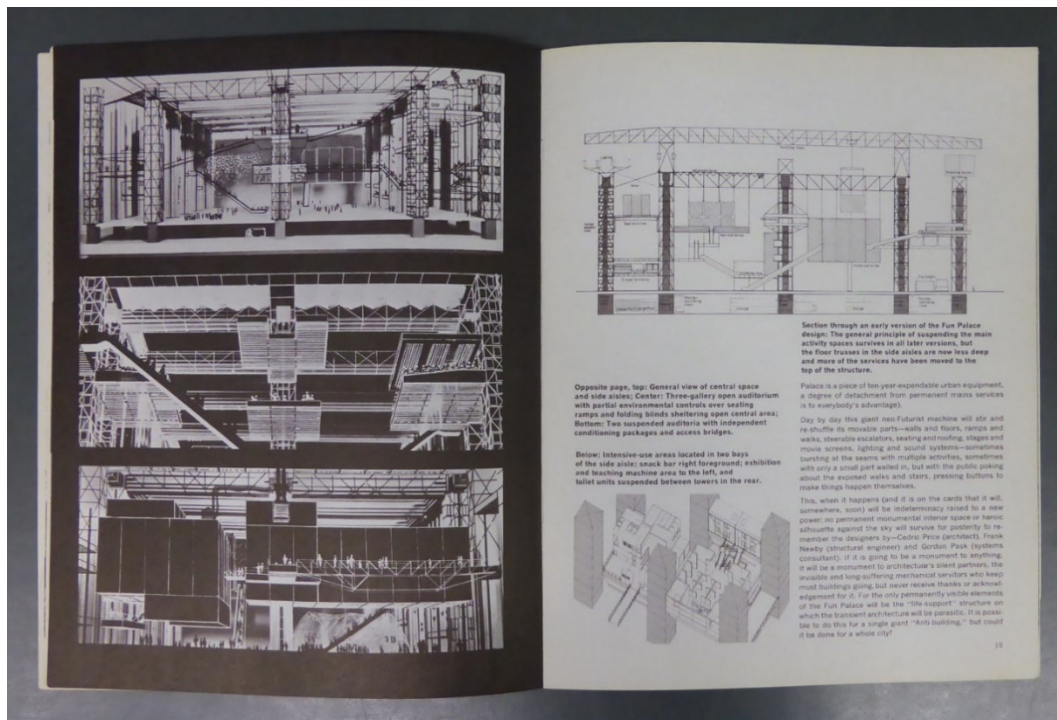 Section through an early version of the Fun Palace
design: The general principle of suspending the main
activity spaces survives in all later versions, but
the floor trusses in the side aisles are now less deep
and more of the services have been moved to the
top of the structure.
Opposite page, top: General view of central space
and side aisles; Center: Three-gallery open auditorium
with partial environmental controls over seating
ramps and folding blinds sheltering open central area;
Bottom: Two suspended auditoria with independent
conditioning packages and access bridges.
Below: Intensive-use areas located in two bays
of the side aisle: snack bar right foreground; exhibition
and teaching machine area to the left, and
toilet units suspended between towers in the rear.
Palace is a piece of ten-year-expendable urban equipment,
a degree of detachment from permanent mains services
is to everybody's advantage).
Day by day this giant neo-Futurist machine will stir and
re-shuffle its movable parts—walls and floors, ramps and
walks, steerable escalators, seating and roofing, stages and
movie screens, lighting and sound systems—sometimes
bursting at the seams with multiple activities, sometimes
with only a small part walled in, but with the public poking
about the exposed walks and stairs, pressing buttons to
make things happen themselves.
This, when it happens (and it is on the cards that it will,
somewhere, soon) will be indeterminacy raised to a new
power: no permanent monumental interior space or heroic
silhouette against the sky will survive for posterity to re-
member the designers by—Cedric Price (architect), Frank
Newby (structural engineer) and Gordon Pask (systems
consultant). If it is going to be a monument to anything,
it will be a monument to architecture's silent partners, the
invisible and long-suffering mechanical servitors who keep
most buildings going, but never receive thanks or acknowl-
edgement for it. For the only permanently visible elements
of the Fun Palace will be the "life-support" structure on
which the transient architecture will be parasitic. It is possi-
ble to do this for a single giant "Anti-building," but could
it be done for a whole city?